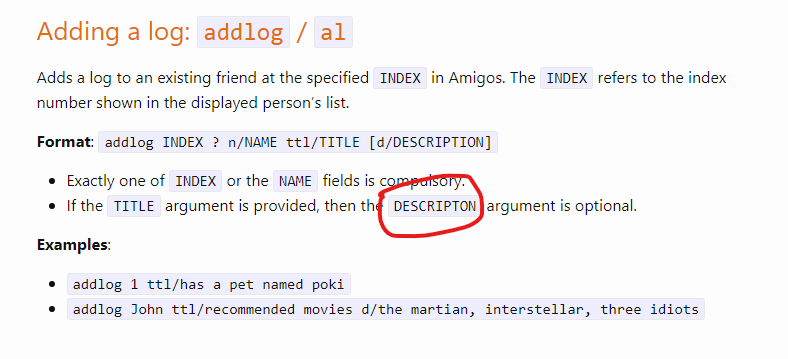 Adding a log: addlog / al
Adds a log to an existing friend at the specified INDEX in Amigos. The INDEX refers to the index
number shown in the displayed person’s list.
Format: addlog INDEX ? n/NAME ttl/TITLE [d/DESCRIPTION]
• Exactly one of INDEX or the NAME fields is compulsory.
• If the TITLE argument is provided, then the DESCRIPTON argument is optional.
Examples:
• addlog 1 ttl/has a pet named poki
• addlog John ttl/recommended movies d/the martian, interstellar, three idiots